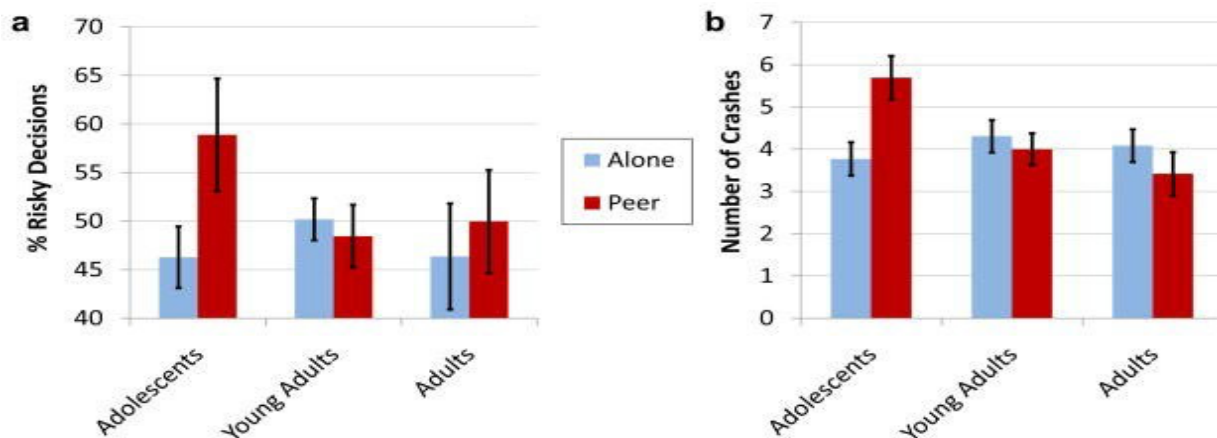 a
70
65
60
55
50
45
40
% Risky Decisions
Adolescents
Young Adults
Adults
Alone
Peer
b
7
6
5
4
3
2
1
0
Number of Crashes
Adolescents
Young Adults
Adults